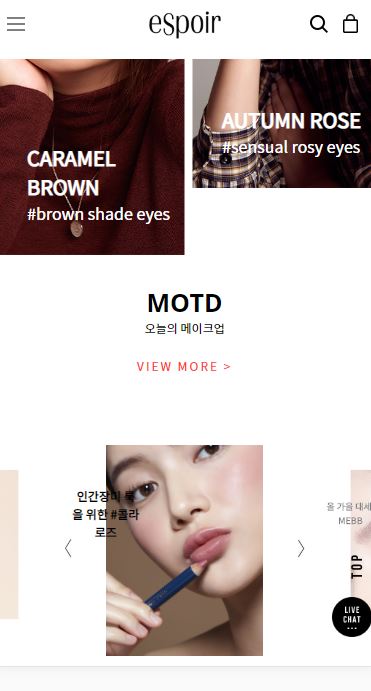 eSpoir
AUTUMN ROSE
#sensual rosy eyes
CARAMEL
BROWN
#brown shade eyes
MOTD
오늘의 메이크업
VIEW MORE >
인간장미 룩
을 위한 #콜라
로즈
올 가을 대세
MEBB
TOP
LIVE
CHAT